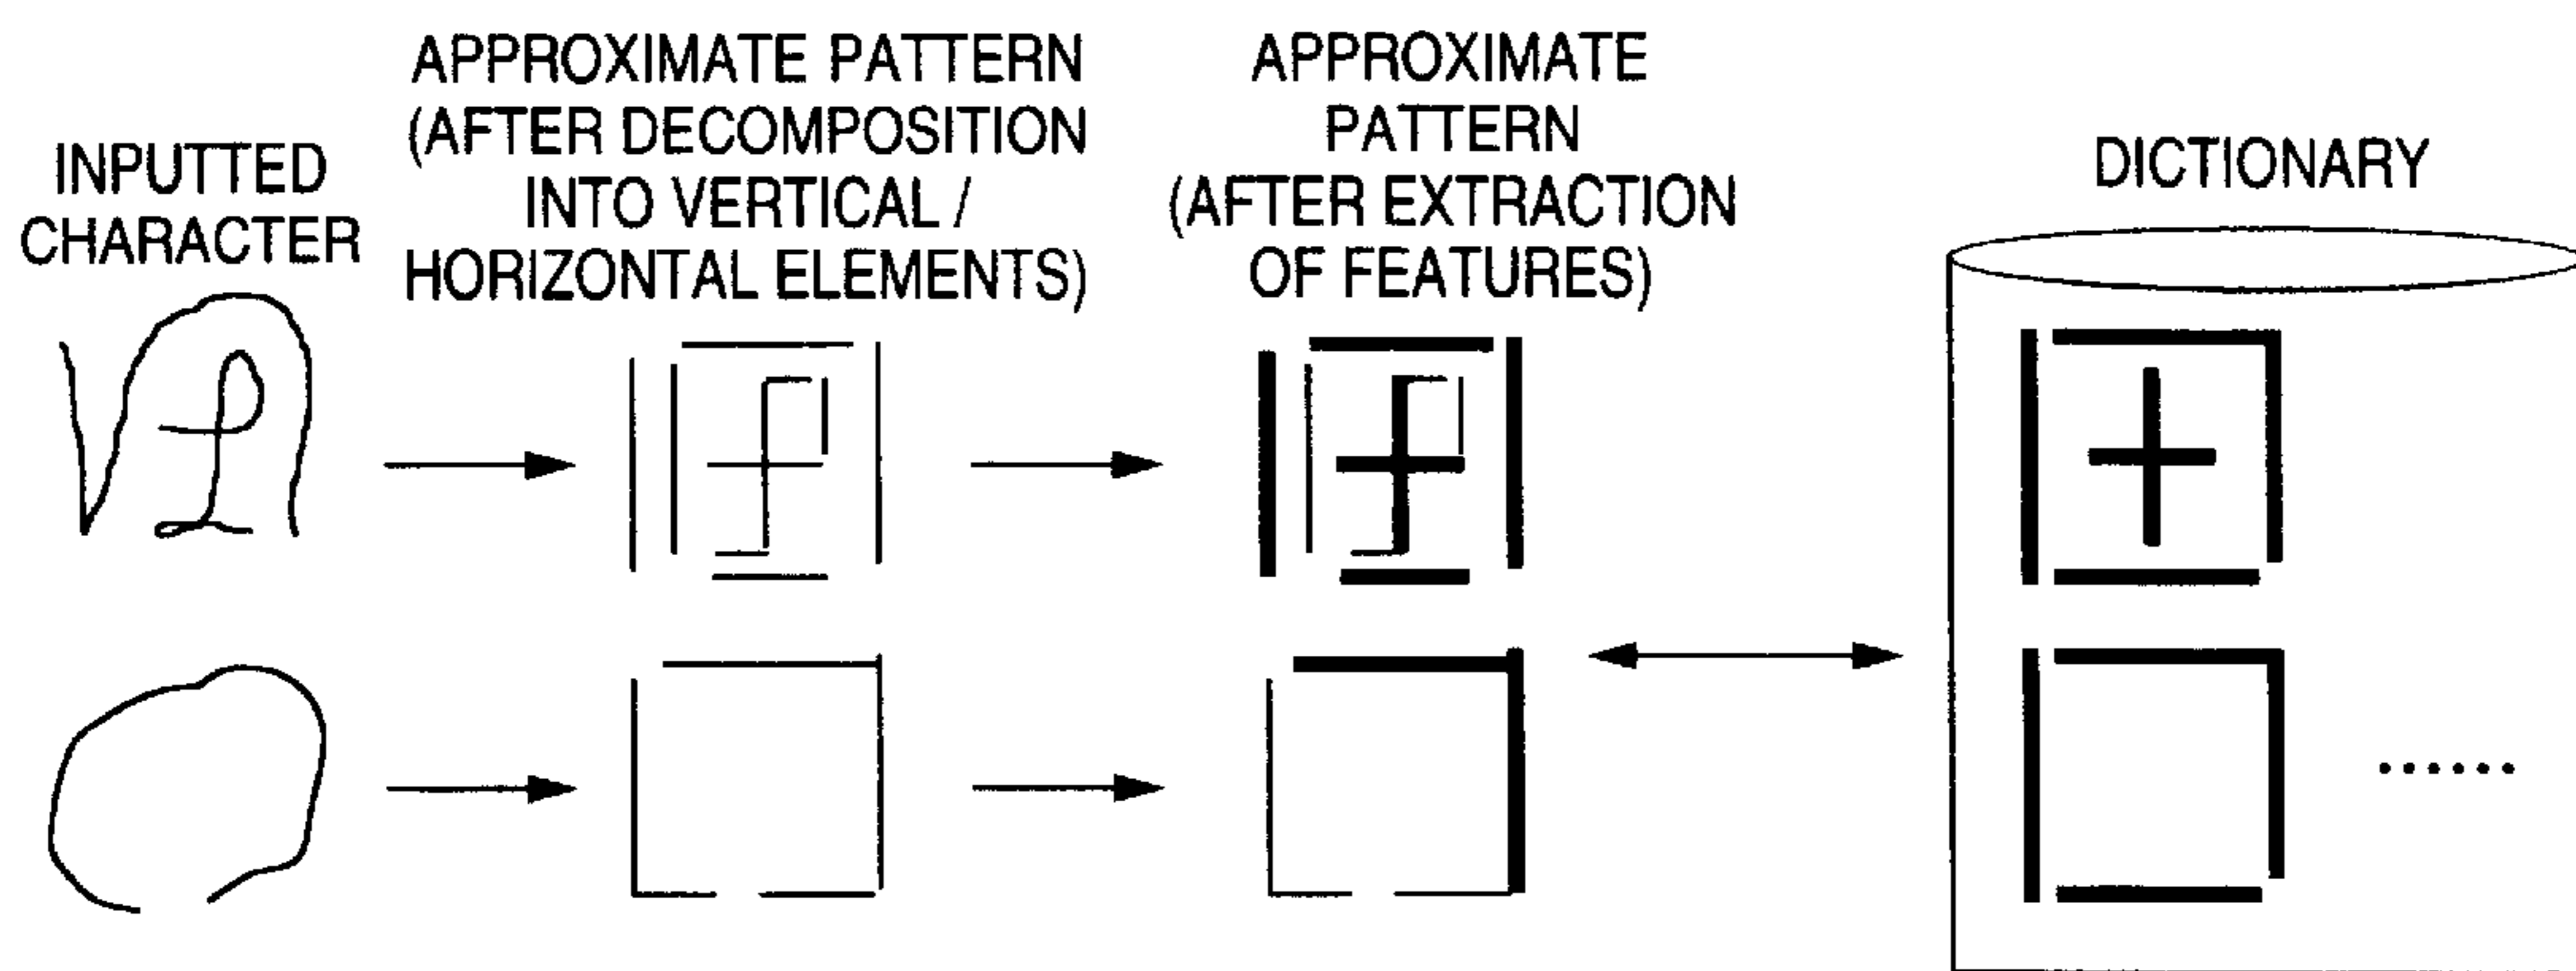 INPUTTED
CHARACTER
APPROXIMATE PATTERN
(AFTER DECOMPOSITION
INTO VERTICAL /
HORIZONTAL ELEMENTS)
APPROXIMATE
PATTERN
(AFTER EXTRACTION
OF FEATURES)
DICTIONARY
......